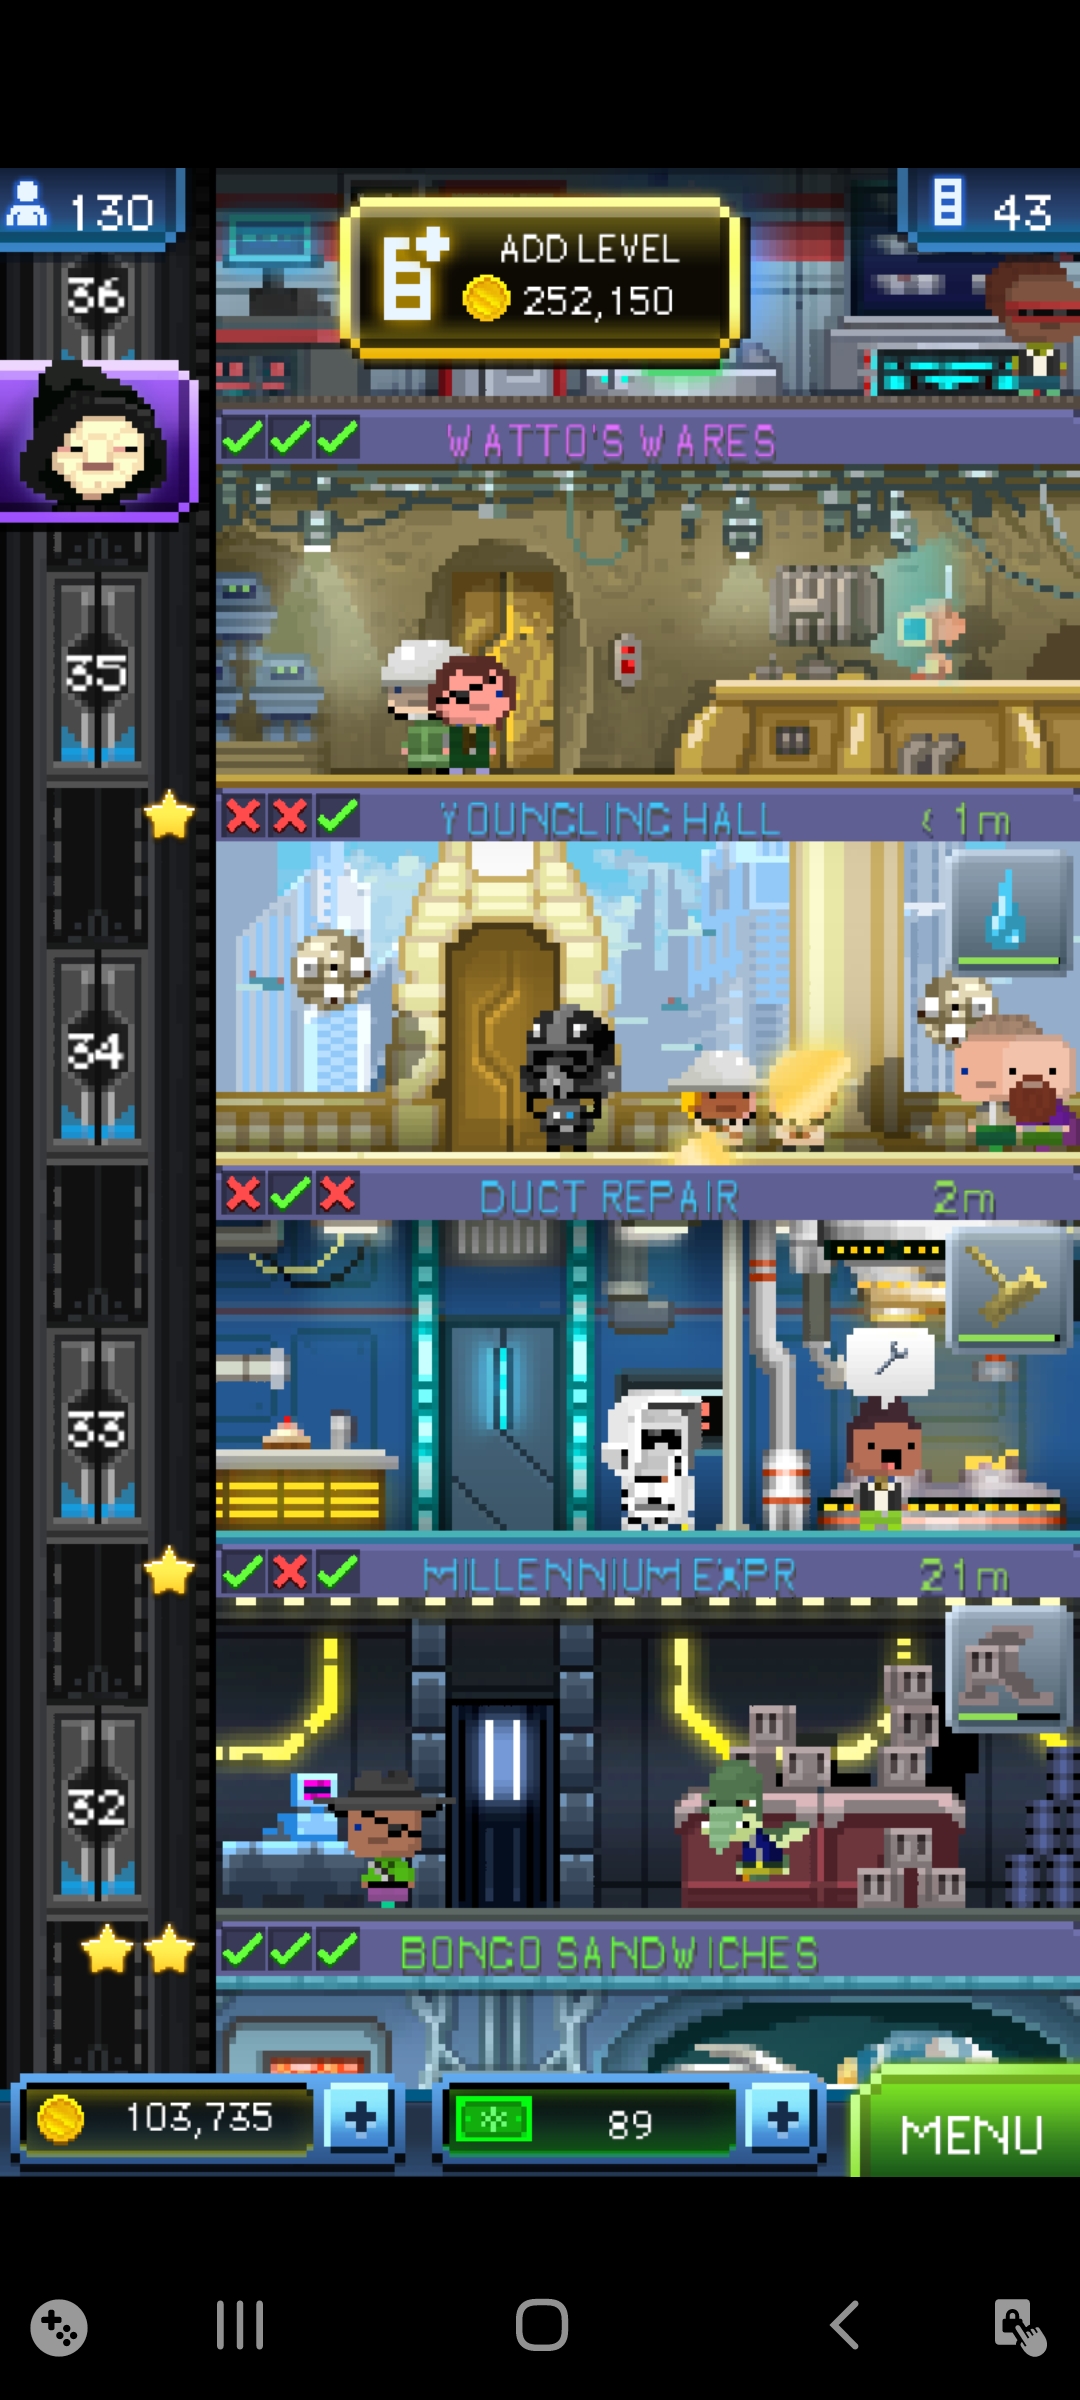 130
ADD LEVEL
252,150
43
36
WATTO'S WARES
35
YOUNGLING HALL
< 1m
34
DUCT REPAIR
2m
33
MILLENNIUM EXPR
21m
32
BONGO SANDWICHES
103,735
+
89
+
MENU